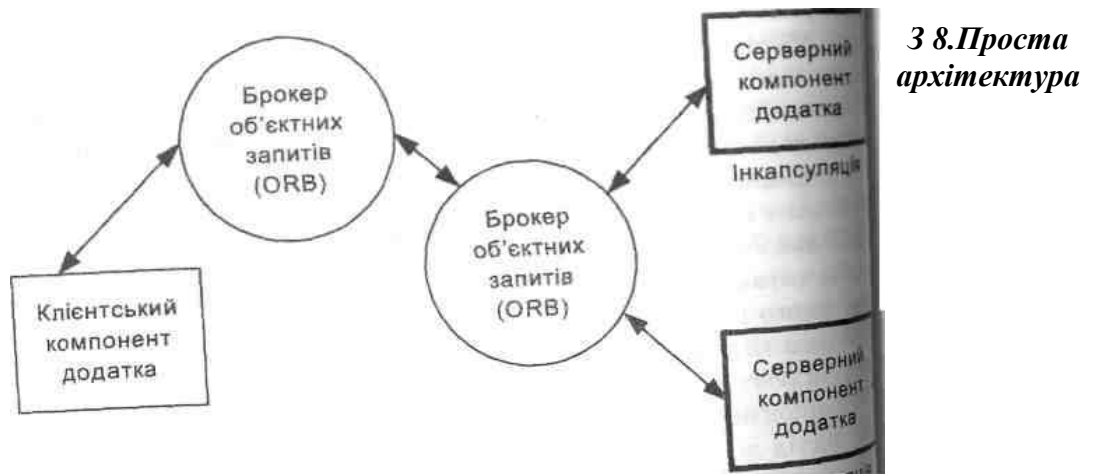 З 8.Проста
архітектура
Брокер
об'єктних
запитів
(ORB)
Брокер
об'єктних
запитів
(ORB)
Клієнтський
компонент
додатка
Серверний
компонент
додатка
Інкапсуляція
Серверний
компонент
додатка